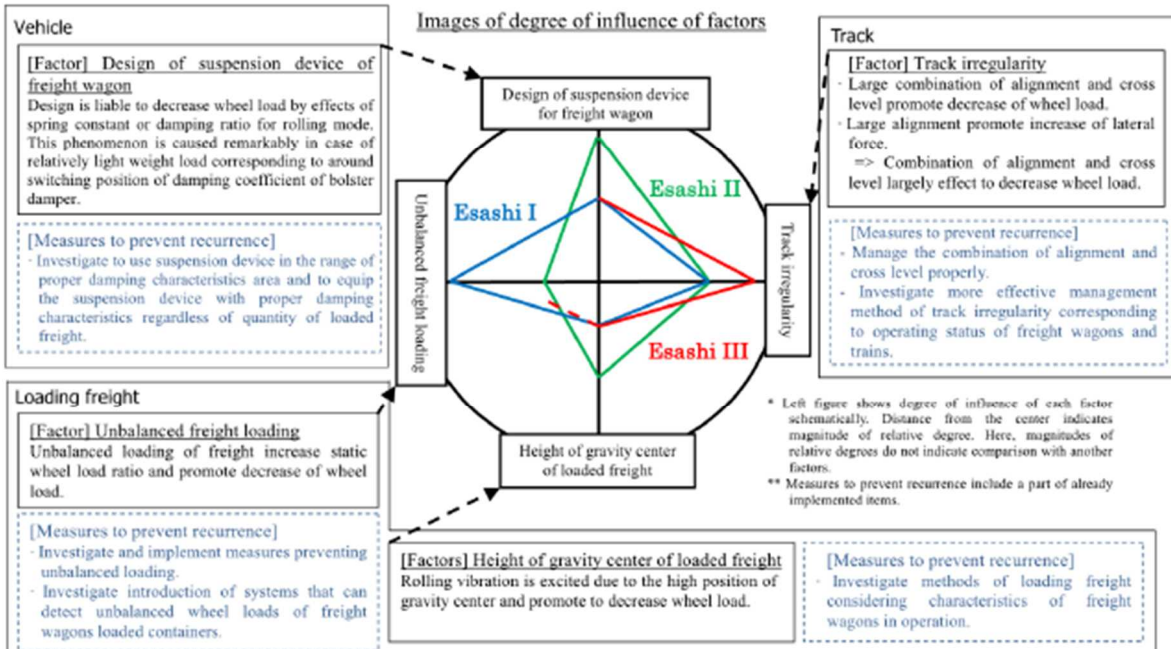 Images of degree of influence of factors
Vehicle
[Factor] Design of suspension device of
freight wagon
Design is liable to decrease wheel load by effects of
spring constant or damping ratio for rolling mode.
This phenomenon is caused remarkably in case of
relatively light weight load corresponding to around
switching position of damping coefficient of bolster
damper.
[Measures to prevent recurrence]
· Investigate to use suspension device in the range of
proper damping characteristics area and to equip
the suspension device with proper damping
characteristics regardless of quantity of loaded
freight.
Design of suspension device
for freight wagon
Unbalanced freight loading
Esashi I
Esashi II
Esashi III
Track irregularity
Height of gravity center
of loaded freight
Track
[Factor] Track irregularity
· Large combination of alignment and cross
level promote decrease of wheel load.
· Large alignment promote increase of lateral
force.
=> Combination of alignment and cross
level largely effect to decrease wheel load.
[Measures to prevent recurrence]
- Manage the combination of alignment and
cross level properly.
- Investigate more effective management
method of track irregularity corresponding
to operating status of freight wagons and
trains.
* Left figure shows degree of influence of each factor
schematically. Distance from the center indicates
magnitude of relative degree. Here, magnitudes of
relative degrees do not indicate comparison with another
factors.
** Measures to prevent recurrence include a part of already
implemented items.
Loading freight
[Factor] Unbalanced freight loading
Unbalanced loading of freight increase static
wheel load ratio and promote decrease of wheel
load.
[Measures to prevent recurrence]
· Investigate and implement measures preventing
unbalanced loading.
· Investigate introduction of systems that can
detect unbalanced wheel loads of freight
wagons loaded containers.
[Factors] Height of gravity center of loaded freight
Rolling vibration is excited due to the high position of
gravity center and promote to decrease wheel load.
[Measures to prevent recurrence]
· Investigate methods of loading freight
considering characteristics of freight
wagons in operation.